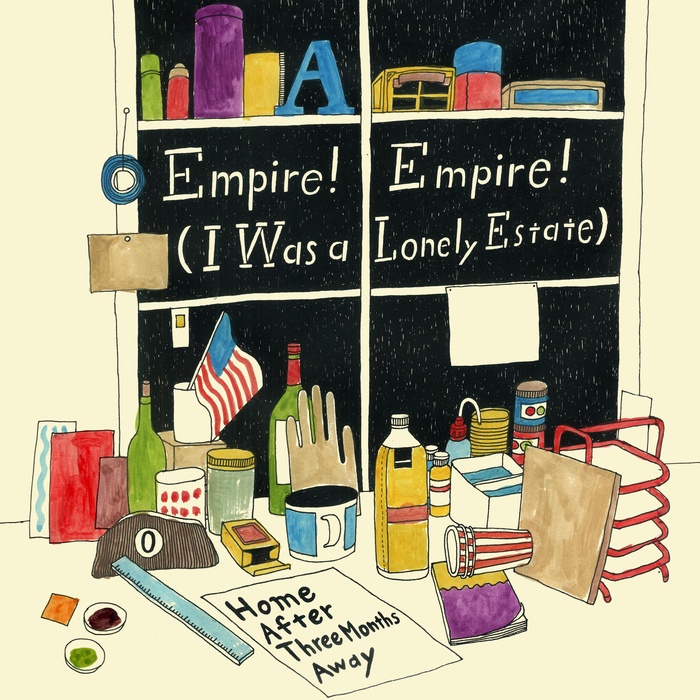 A
Empire! Empire!
(I Was a Lonely Estate)
0
Home
After
Three Months
Away